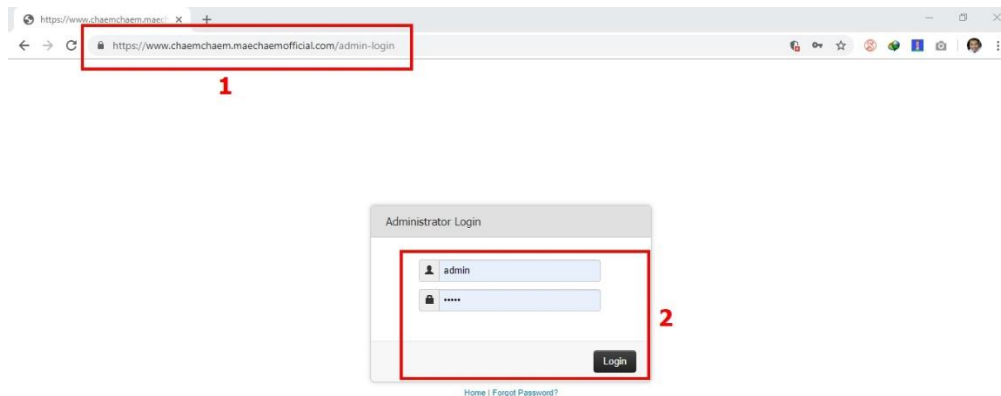 https://www.chaemchaem.maec
https://www.chaemchaem.maechaemofficial.com/admin-login
1
Administrator Login
admin
•••••
2
Login
Home | Forgot Password?